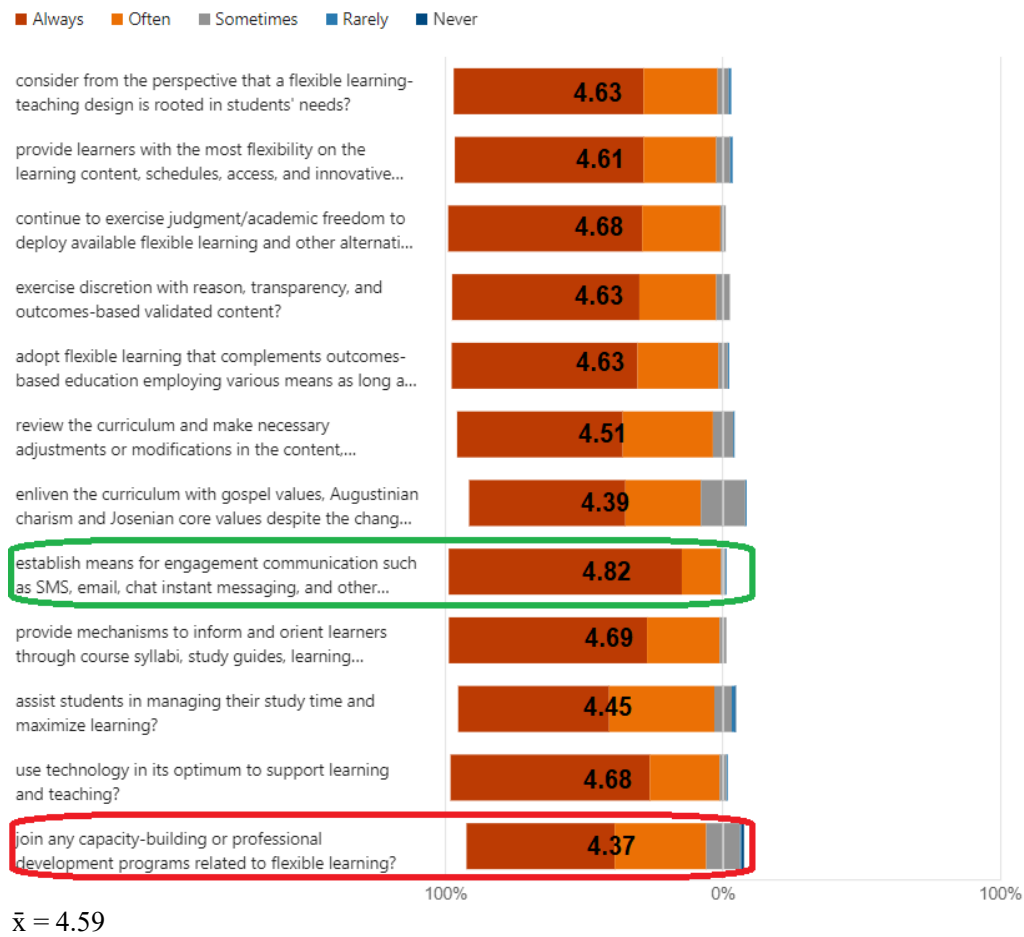 Always Often Sometimes Rarely Never
consider from the perspective that a flexible learning-
teaching design is rooted in students' needs?
4.63
provide learners with the most flexibility on the
learning content, schedules, access, and innovative...
4.61
continue to exercise judgment/academic freedom to
deploy available flexible learning and other alternati...
4.68
exercise discretion with reason, transparency, and
outcomes-based validated content?
4.63
adopt flexible learning that complements outcomes-
based education employing various means as long a...
4.63
review the curriculum and make necessary
adjustments or modifications in the content,...
4.51
enliven the curriculum with gospel values, Augustinian
charism and Josenian core values despite the chang...
4.39
establish means for engagement communication such
as SMS, email, chat instant messaging, and other...
4.82
provide mechanisms to inform and orient learners
through course syllabi, study guides, learning...
4.69
assist students in managing their study time and
maximize learning?
4.45
use technology in its optimum to support learning
and teaching?
4.68
join any capacity-building or professional
development programs related to flexible learning?
4.37
100% 0% 100%
x̄ = 4.59